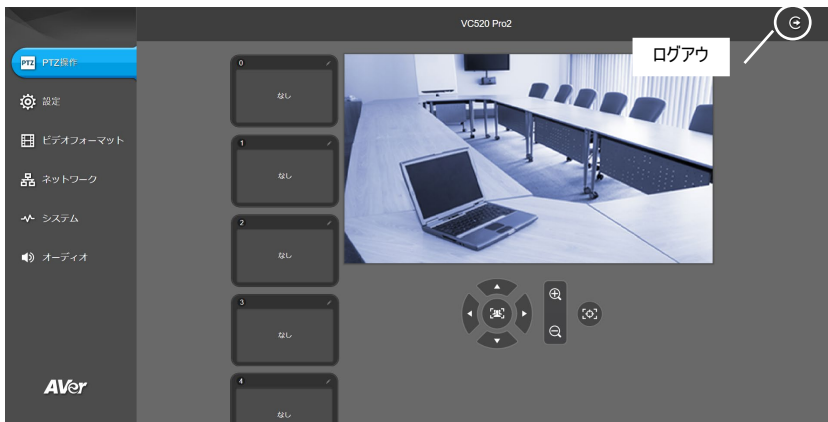 VC520 Pro2
ログアウ
PTZ PTZ操作
設定
ビデオフォーマット
ネットワーク
システム
オーディオ
0
なし
1
なし
2
なし
3
なし
4
なし
AVer